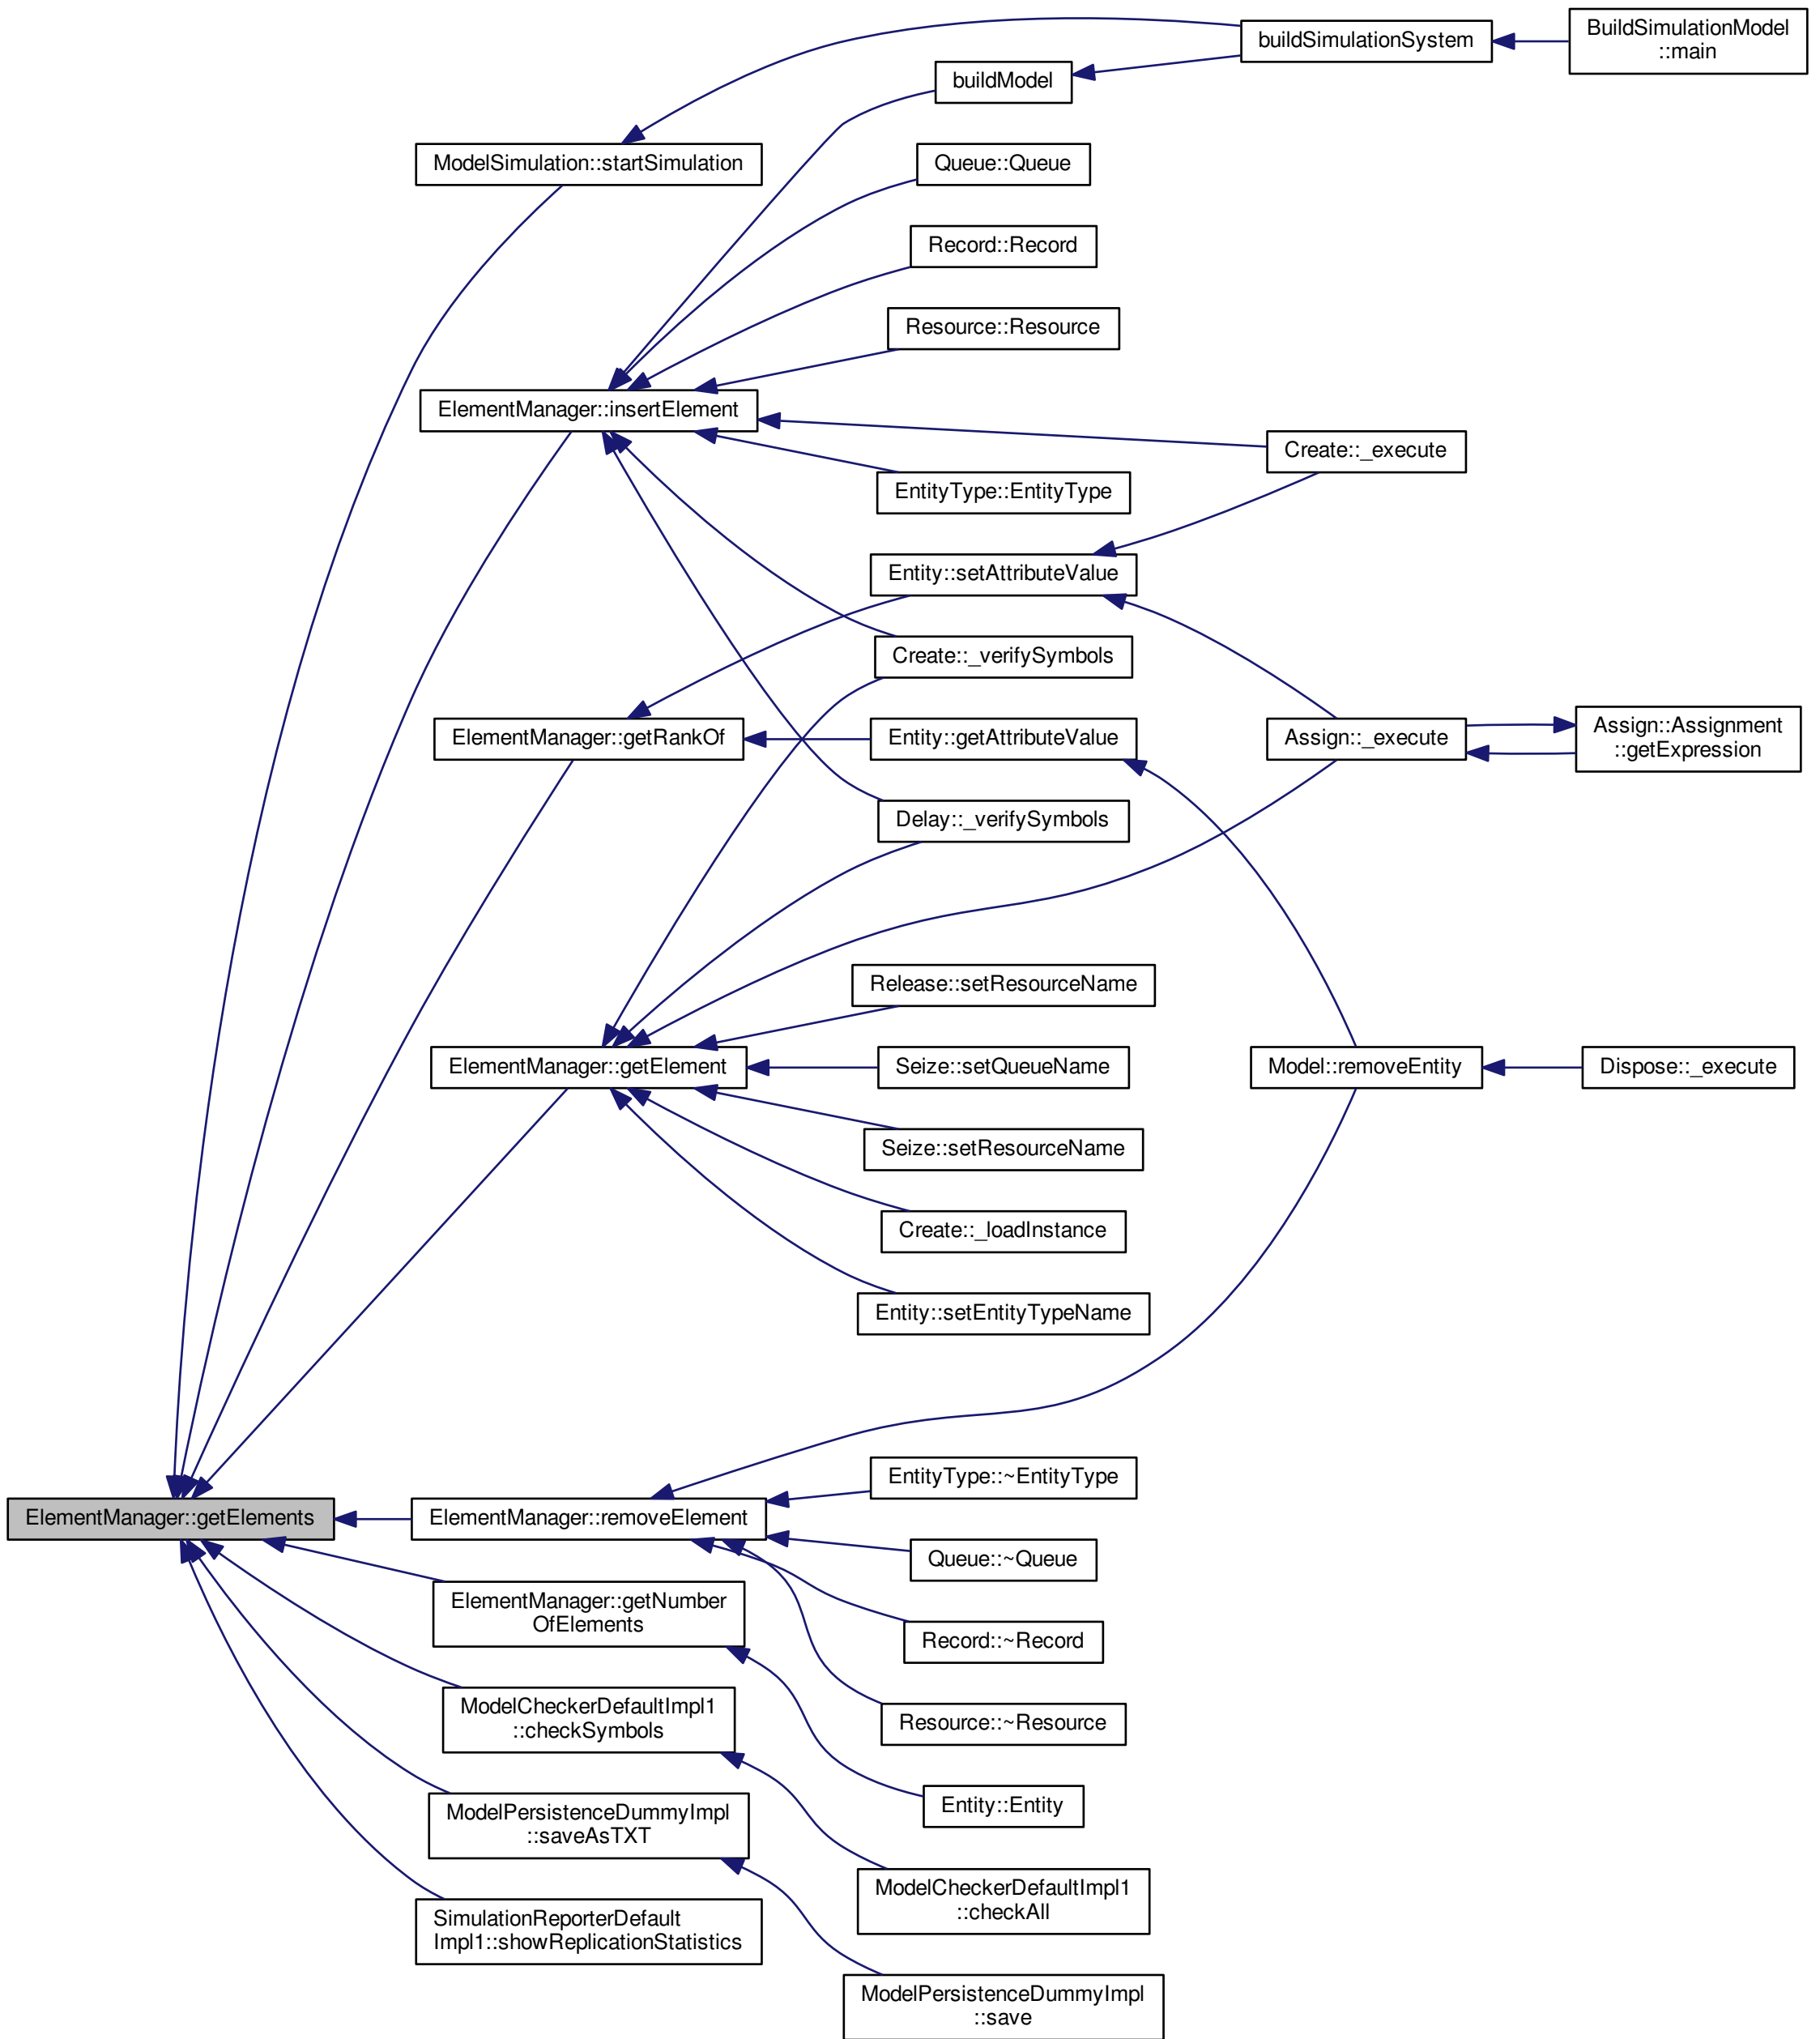 buildSimulationSystem
BuildSimulationModel
::main
buildModel
ModelSimulation::startSimulation
Queue::Queue
Record::Record
Resource::Resource
ElementManager::insertElement
Create::_execute
EntityType::EntityType
Entity::setAttributeValue
Create::_verifySymbols
ElementManager::getRankOf
Entity::getAttributeValue
Assign::_execute
Assign::Assignment
::getExpression
Delay::_verifySymbols
Release::setResourceName
ElementManager::getElement
Seize::setQueueName
Model::removeEntity
Dispose::_execute
Seize::setResourceName
Create::_loadInstance
Entity::setEntityTypeName
EntityType::~EntityType
ElementManager::getElements
ElementManager::removeElement
Queue::~Queue
ElementManager::getNumber
OfElements
Record::~Record
ModelCheckerDefaultImpl1
::checkSymbols
Resource::~Resource
ModelPersistenceDummyImpl
::saveAsTXT
Entity::Entity
ModelCheckerDefaultImpl1
::checkAll
SimulationReporterDefault
Impl1::showReplicationStatistics
ModelPersistenceDummyImpl
::save